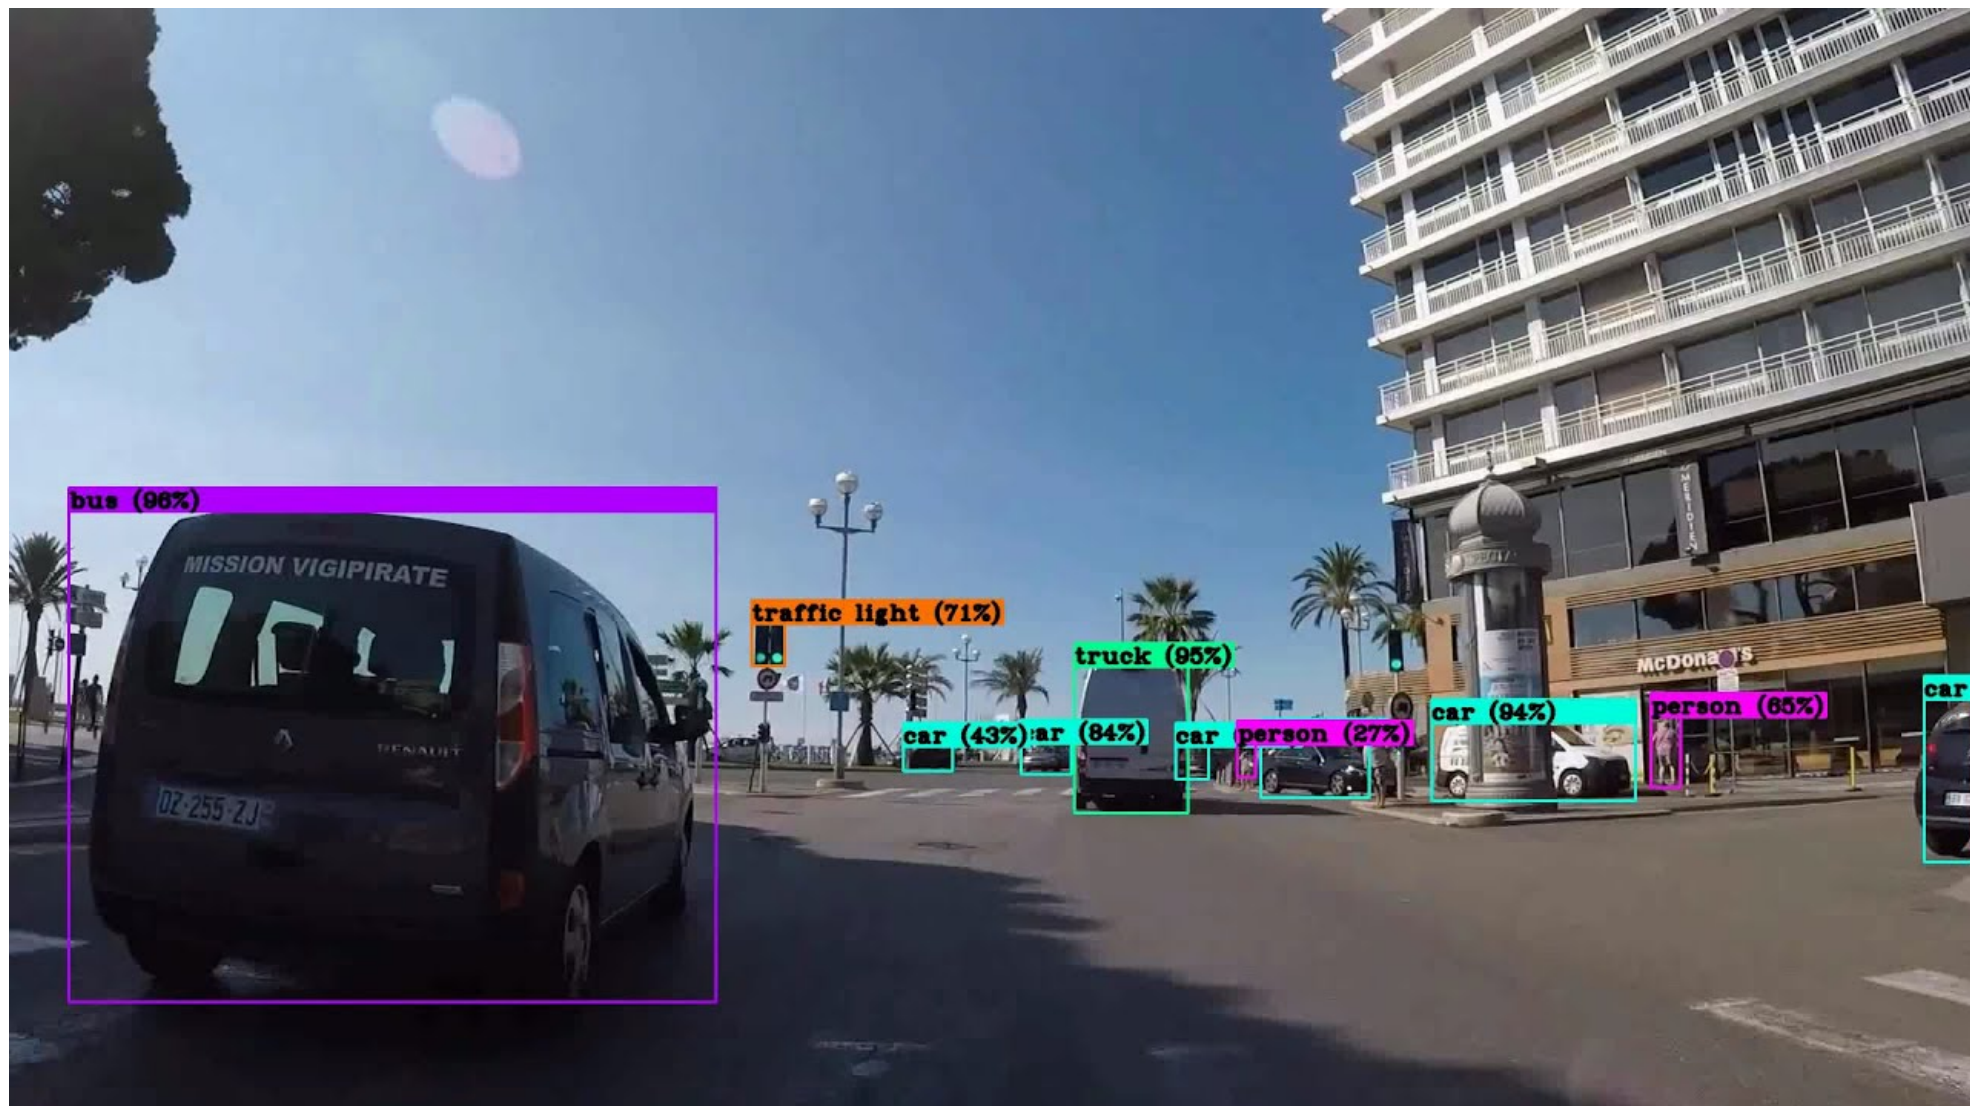 bus (96%)
MISSION VIGIPIRATE
RENAULT
DZ-255-ZJ
traffic light (71%)
truck (95%)
car (43%)
ar (84%)
car
person (27%)
car (94%)
person (65%)
car
MERIDIEN
McDona's